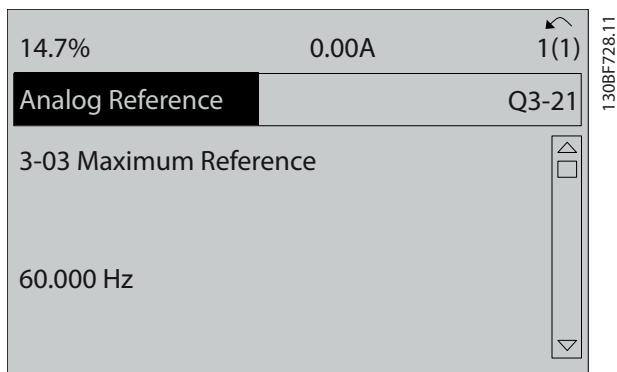 14.7% 0.00A 1(1)
Analog Reference Q3-21
3-03 Maximum Reference
60.000 Hz
130BF728.11